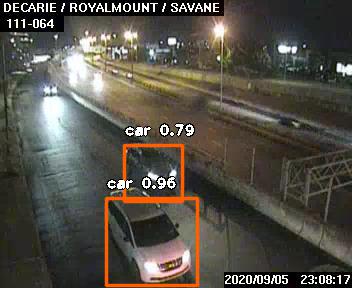 DECARIE / ROYALMOUNT / SAVANE
111-064
car 0.79
car 0.96
2020/09/05 23:08:17